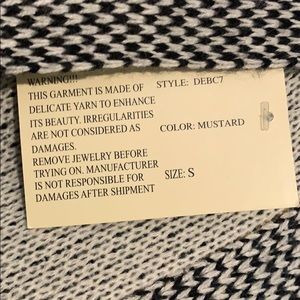 WARNING!!!
THIS GARMENT IS MADE OF
DELICATE YARN TO ENHANCE
ITS BEAUTY. IRREGULARITIES
ARE NOT CONSIDERED AS
DAMAGES.
REMOVE JEWELRY BEFORE
TRYING ON. MANUFACTURER
IS NOT RESPONSIBLE FOR
DAMAGES AFTER SHIPMENT
STYLE: DEBC7
COLOR: MUSTARD
SIZE: S